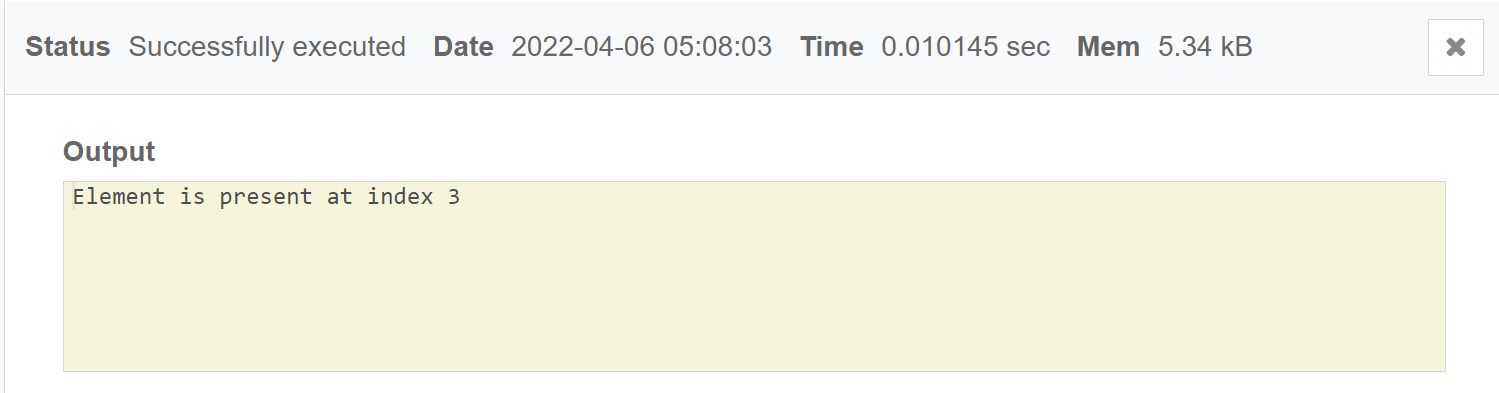 Status Successfully executed Date 2022-04-06 05:08:03 Time 0.010145 sec Mem 5.34 kB
Output
Element is present at index 3